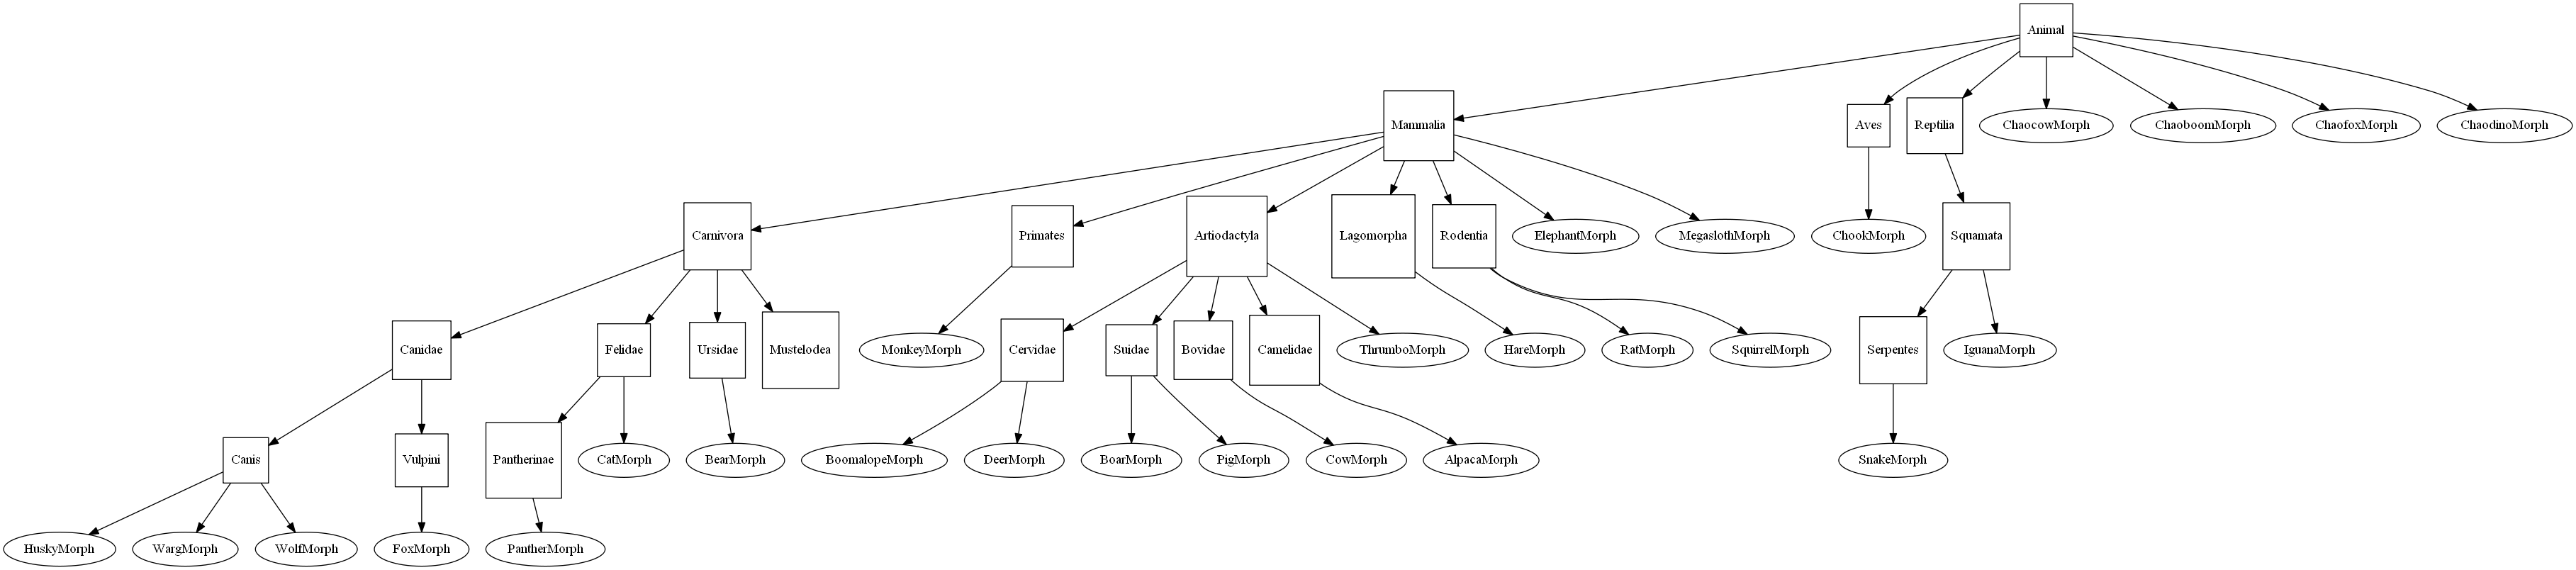 Animal
Mammalia
Aves
Reptilia
ChaocowMorph
ChaoboomMorph
ChaofoxMorph
ChaodinoMorph
Carnivora
Primates
Artiodactyla
Lagomorpha
Rodentia
ElephantMorph
MegaslothMorph
ChookMorph
Squamata
Canidae
Felidae
Ursidae
Mustelodea
MonkeyMorph
Cervidae
Suidae
Bovidae
Camelidae
ThrumboMorph
HareMorph
RatMorph
SquirrelMorph
Serpentes
IguanaMorph
Canis
Vulpini
Pantherinae
CatMorph
BearMorph
BoomalopeMorph
DeerMorph
BoarMorph
PigMorph
CowMorph
AlpacaMorph
SnakeMorph
HuskyMorph
WargMorph
WolfMorph
FoxMorph
PantherMorph